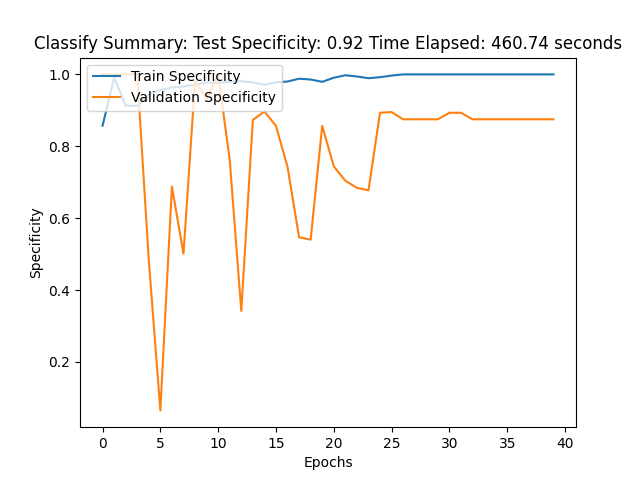 Classify Summary: Test Specificity: 0.92 Time Elapsed: 460.74 seconds
Train Specificity
Validation Specificity
Specificity
1.0
0.8
0.6
0.4
0.2
0 5 10 15 20 25 30 35 40
Epochs